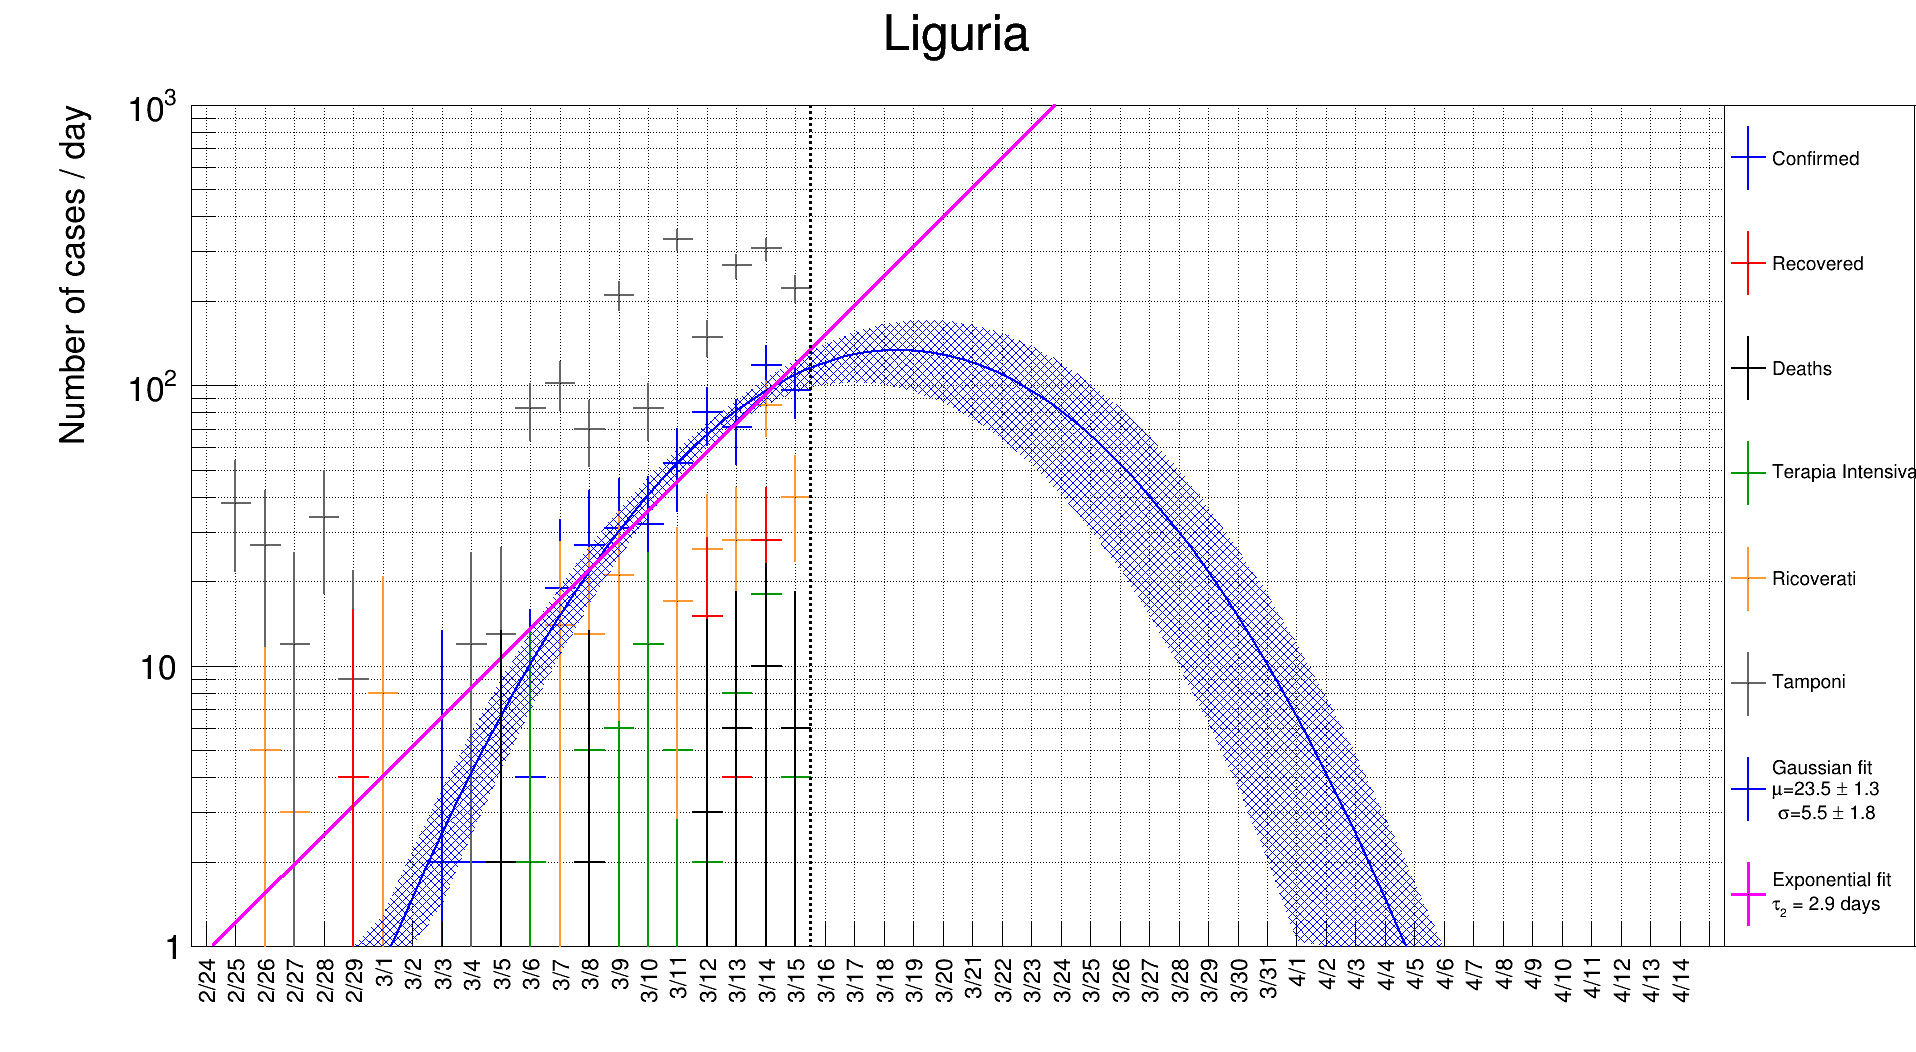 Liguria
Number of cases / day
10³
10²
10
1
2/24 2/25 2/26 2/27 2/28 2/29 3/1 3/2 3/3 3/4 3/5 3/6 3/7 3/8 3/9 3/10 3/11 3/12 3/13 3/14 3/15 3/16 3/17 3/18 3/19 3/20 3/21 3/22 3/23 3/24 3/25 3/26 3/27 3/28 3/29 3/30 3/31 4/1 4/2 4/3 4/4 4/5 4/6 4/7 4/8 4/9 4/10 4/11 4/12 4/13 4/14
Confirmed
Recovered
Deaths
Terapia Intensiva
Ricoverati
Tamponi
Gaussian fit
μ=23.5 ± 1.3
σ=5.5 ± 1.8
Exponential fit
τ₂ = 2.9 days